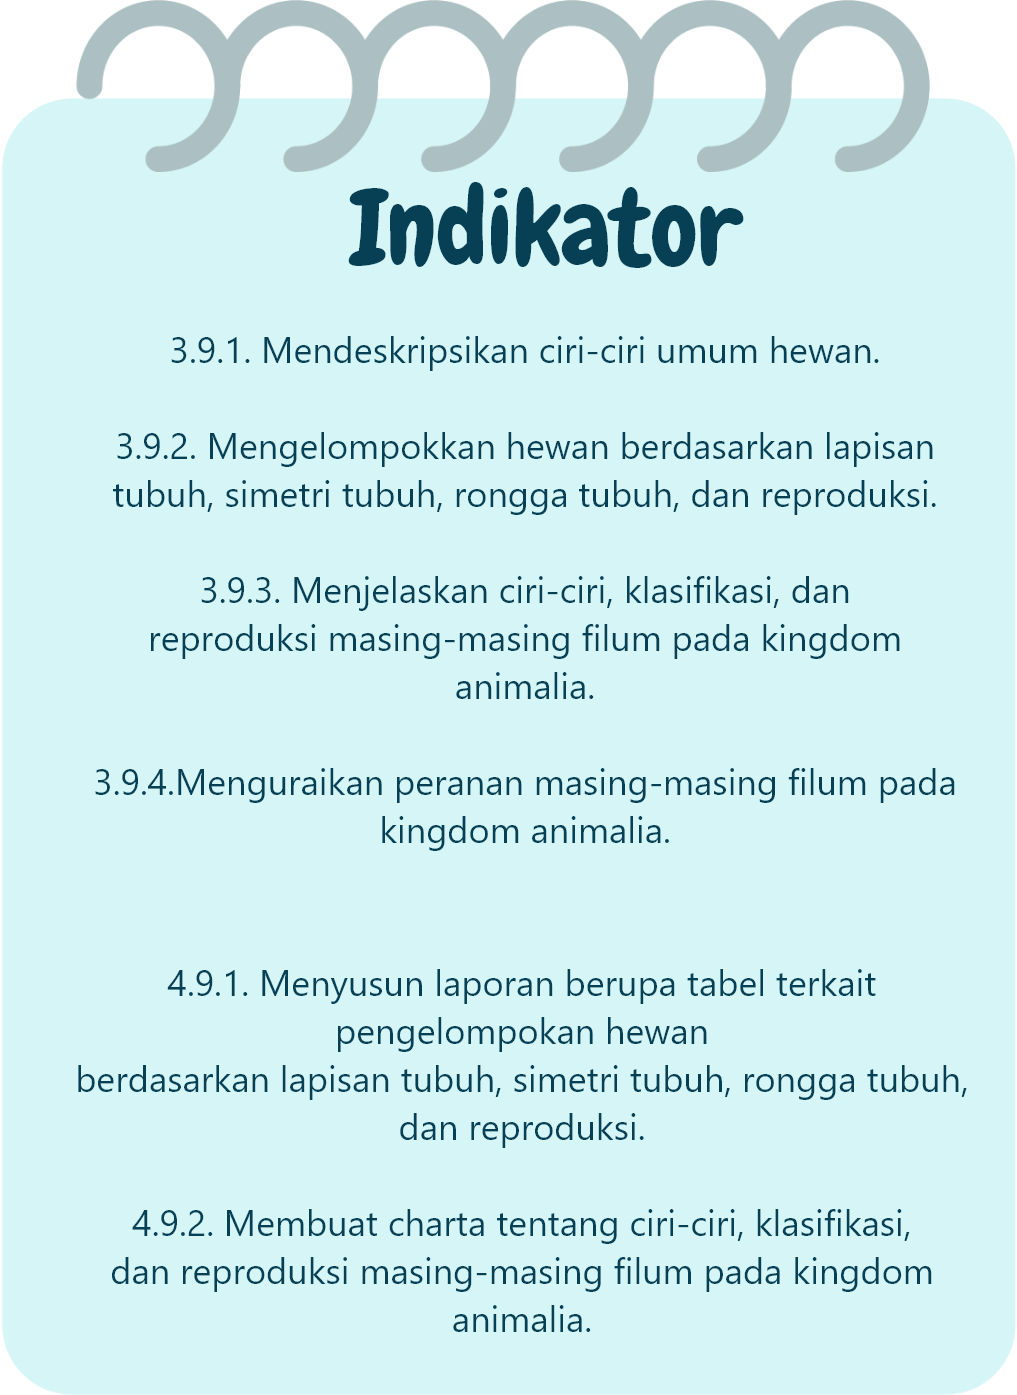 Indikator
3.9.1. Mendeskripsikan ciri-ciri umum hewan.
3.9.2. Mengelompokkan hewan berdasarkan lapisan
tubuh, simetri tubuh, rongga tubuh, dan reproduksi.
3.9.3. Menjelaskan ciri-ciri, klasifikasi, dan
reproduksi masing-masing filum pada kingdom
animalia.
3.9.4.Menguraikan peranan masing-masing filum pada
kingdom animalia.
4.9.1. Menyusun laporan berupa tabel terkait
pengelompokan hewan
berdasarkan lapisan tubuh, simetri tubuh, rongga tubuh,
dan reproduksi.
4.9.2. Membuat charta tentang ciri-ciri, klasifikasi,
dan reproduksi masing-masing filum pada kingdom
animalia.